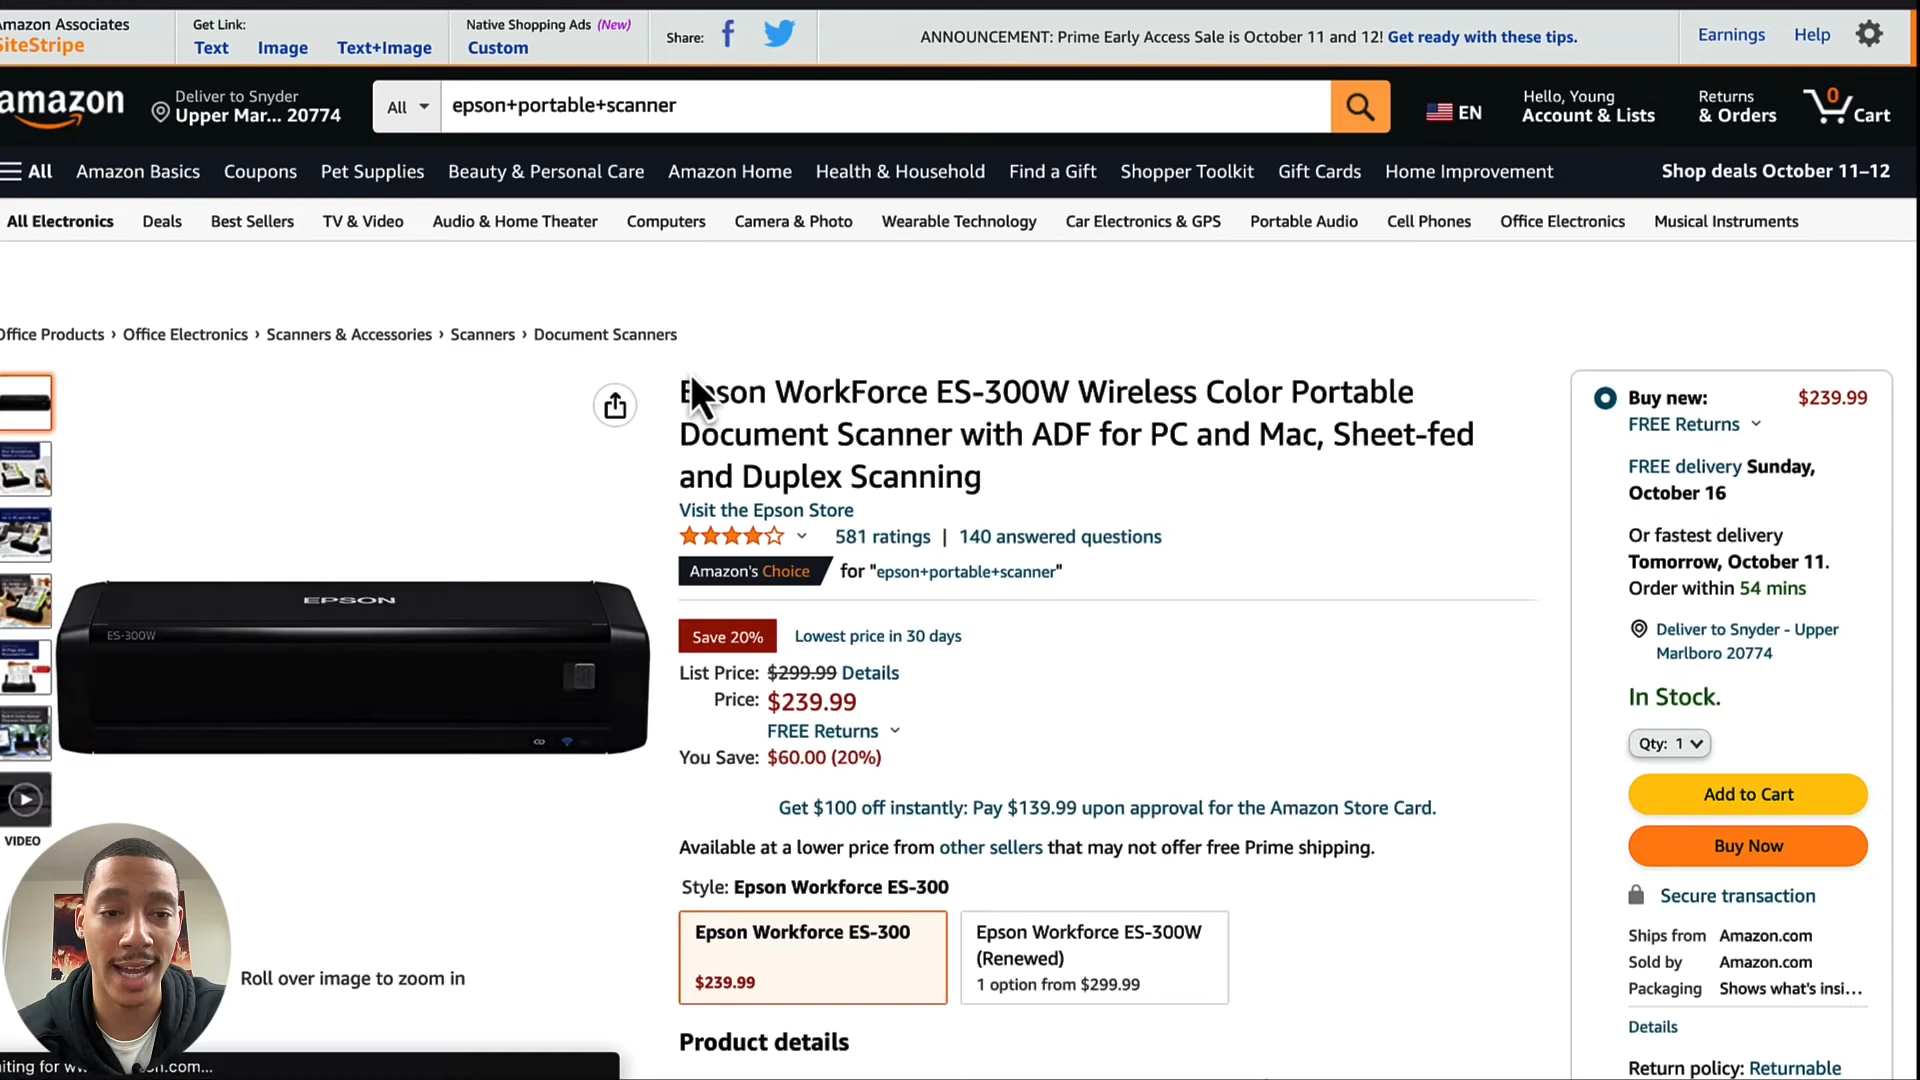 Amazon Associates
SiteStripe
Get Link:
Text Image Text+Image
Native Shopping Ads (New)
Custom
Share:
ANNOUNCEMENT: Prime Early Access Sale is October 11 and 12! Get ready with these tips.
Earnings Help
amazon
Deliver to Snyder
Upper Mar... 20774
All
epson+portable+scanner
EN
Hello, Young
Account & Lists
Returns
& Orders
0
Cart
All Amazon Basics Coupons Pet Supplies Beauty & Personal Care Amazon Home Health & Household Find a Gift Shopper Toolkit Gift Cards Home Improvement Shop deals October 11–12
All Electronics Deals Best Sellers TV & Video Audio & Home Theater Computers Camera & Photo Wearable Technology Car Electronics & GPS Portable Audio Cell Phones Office Electronics Musical Instruments
Office Products › Office Electronics › Scanners & Accessories › Scanners › Document Scanners
EPSON
ES-300W
VIDEO
Roll over image to zoom in
Epson WorkForce ES-300W Wireless Color Portable
Document Scanner with ADF for PC and Mac, Sheet-fed
and Duplex Scanning
Visit the Epson Store
581 ratings | 140 answered questions
Amazon's Choice for "epson+portable+scanner"
Save 20% Lowest price in 30 days
List Price: $299.99 Details
Price: $239.99
FREE Returns
You Save: $60.00 (20%)
Get $100 off instantly: Pay $139.99 upon approval for the Amazon Store Card.
Available at a lower price from other sellers that may not offer free Prime shipping.
Style: Epson Workforce ES-300
Epson Workforce ES-300
$239.99
Epson Workforce ES-300W
(Renewed)
1 option from $299.99
Product details
Buy new: $239.99
FREE Returns
FREE delivery Sunday,
October 16
Or fastest delivery
Tomorrow, October 11.
Order within 54 mins
Deliver to Snyder - Upper
Marlboro 20774
In Stock.
Qty: 1
Add to Cart
Buy Now
Secure transaction
Ships from Amazon.com
Sold by Amazon.com
Packaging Shows what's insi...
Details
Return policy: Returnable